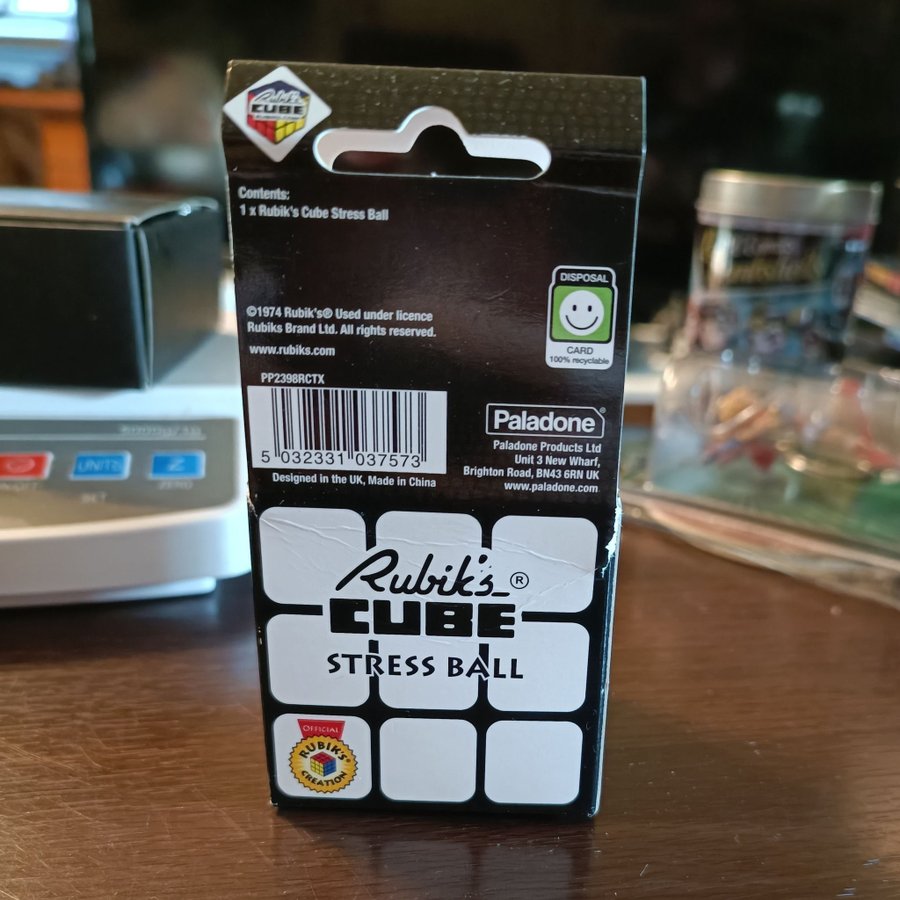 Rubik's
CUBE
Contents:
1 x Rubik's Cube Stress Ball
DISPOSAL
CARD
100% recyclable
©1974 Rubik's® Used under licence
Rubiks Brand Ltd. All rights reserved.
www.rubiks.com
PP2398RCTX
5 032331 037573
Designed in the UK, Made in China
Paladone
Paladone Products Ltd
Unit 3 New Wharf,
Brighton Road, BN43 6RN UK
www.paladone.com
Rubik's®
CUBE
STRESS BALL
OFFICIAL
RUBIK'S®
CREATION
UNITS
Z
SET
ZERO